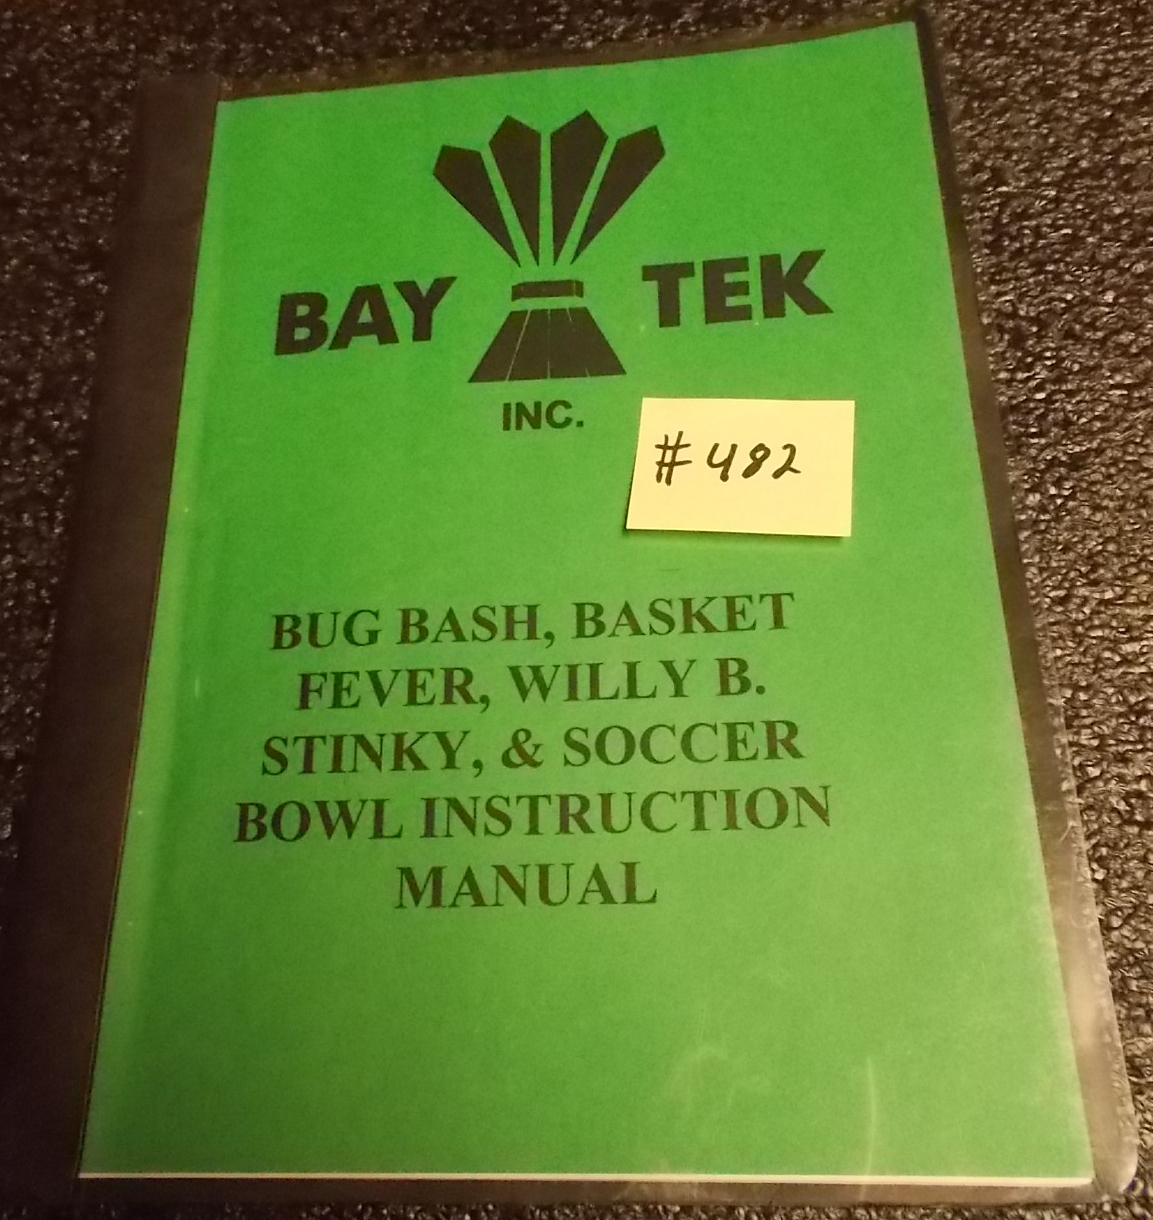 BAY TEK
INC.
#482
BUG BASH, BASKET
FEVER, WILLY B.
STINKY, & SOCCER
BOWL INSTRUCTION
MANUAL